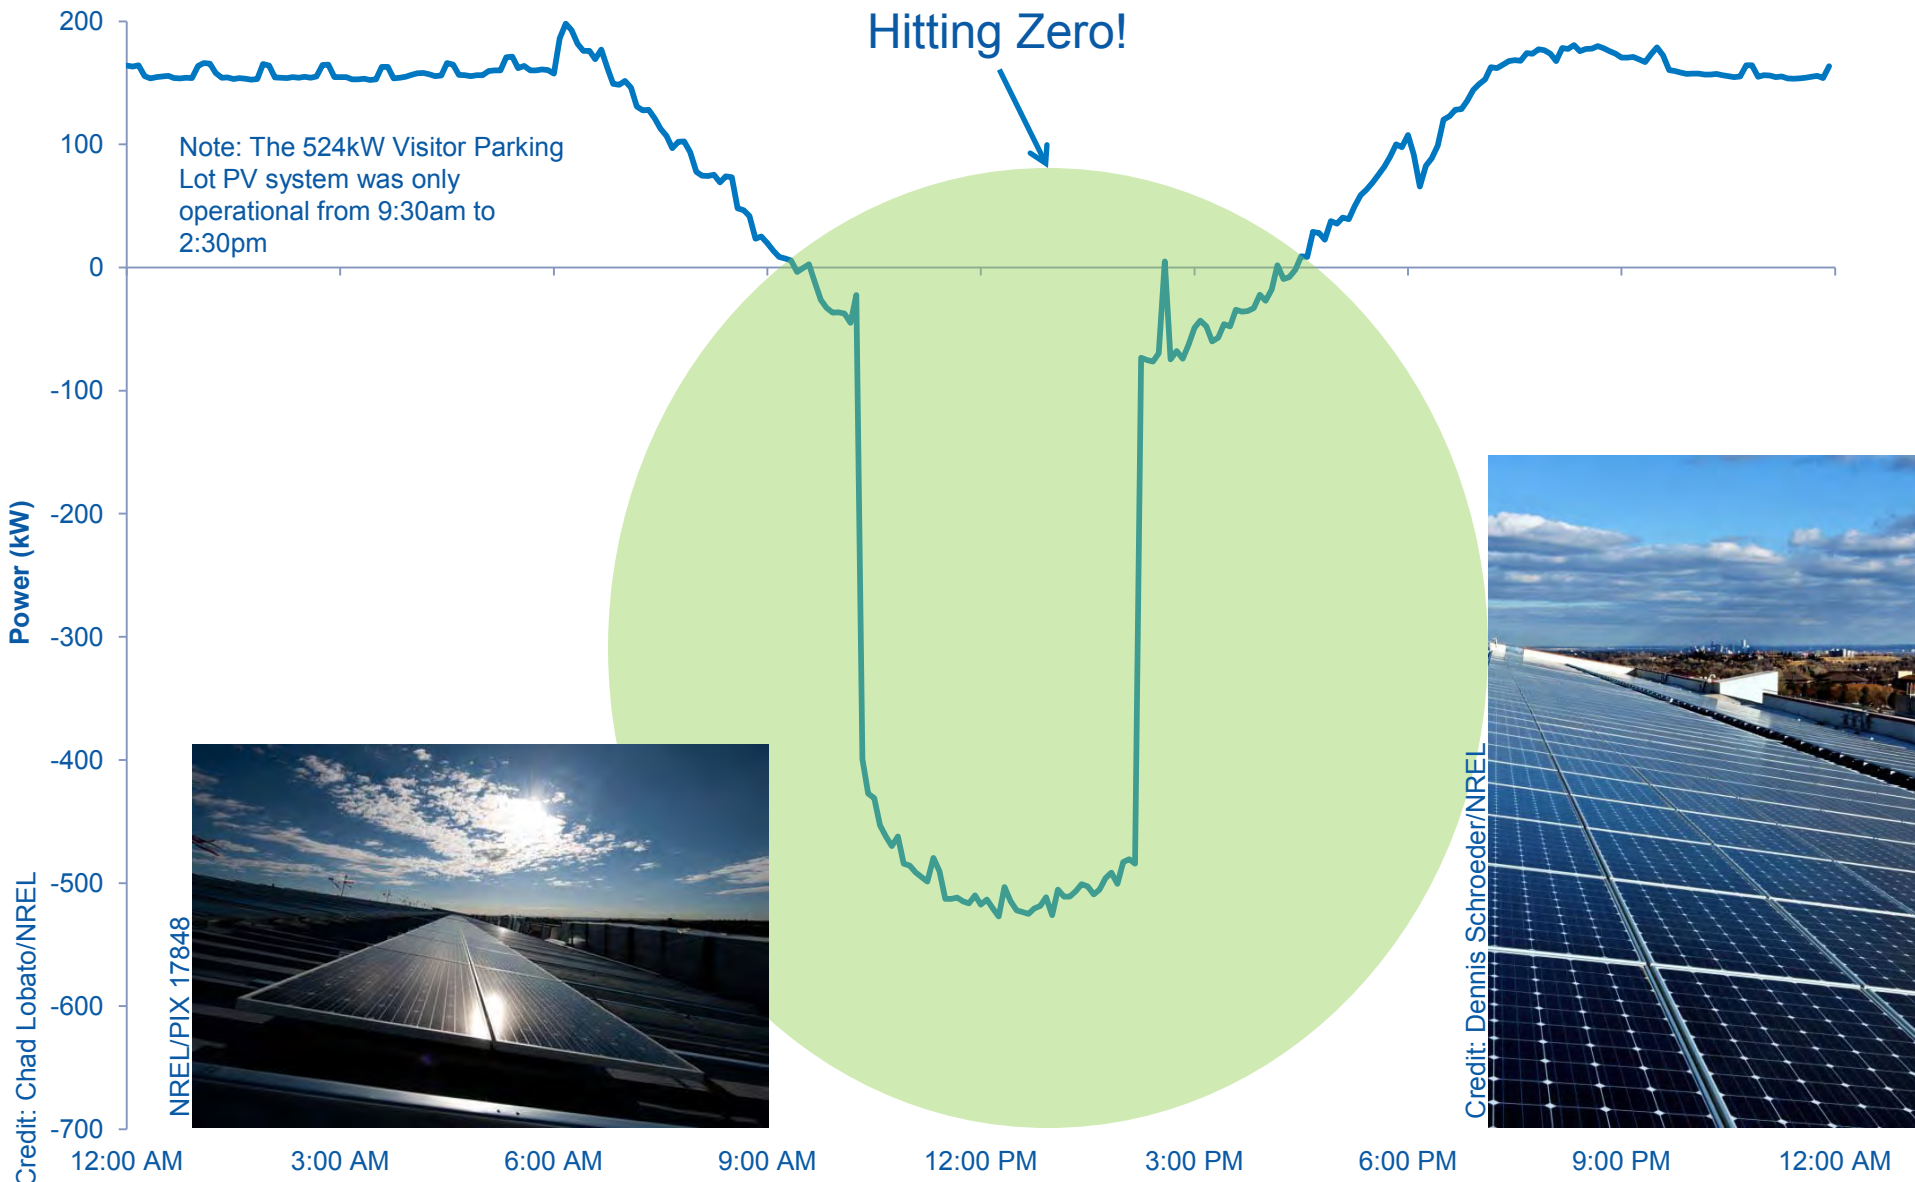 Hitting Zero!
Note: The 524kW Visitor Parking
Lot PV system was only
operational from 9:30am to
2:30pm
200
100
0
-100
-200
-300
-400
-500
-600
-700
Power (kW)
12:00 AM
3:00 AM
6:00 AM
9:00 AM
12:00 PM
3:00 PM
6:00 PM
9:00 PM
12:00 AM
Credit: Chad Lobato/NREL
NREL/PIX 17848
Credit: Dennis Schroeder/NREL